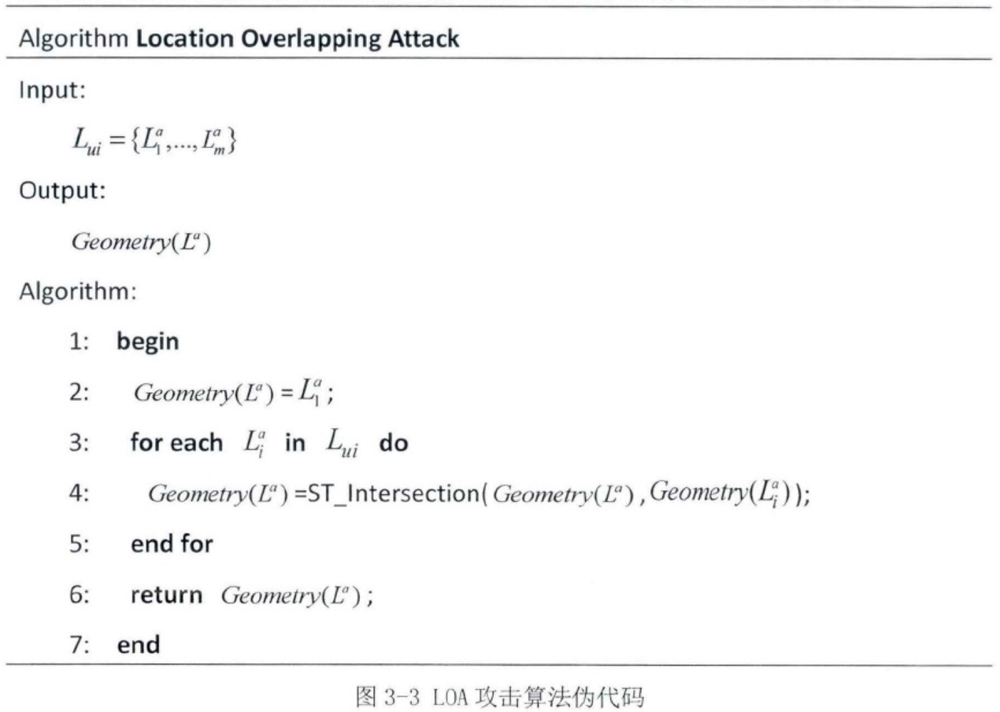 Algorithm Location Overlapping Attack
Input:
L_{ui} = {L_1^a,..., L_m^a}
Output:
Geometry(L^a)
Algorithm:
1: begin
2: Geometry(L^a) = L_1^a ;
3: for each L_i^a in L_{ui} do
4: Geometry(L^a) =ST_Intersection( Geometry(L^a) , Geometry(L_i^a) );
5: end for
6: return Geometry(L^a) ;
7: end
图 3-3 LOA 攻击算法伪代码